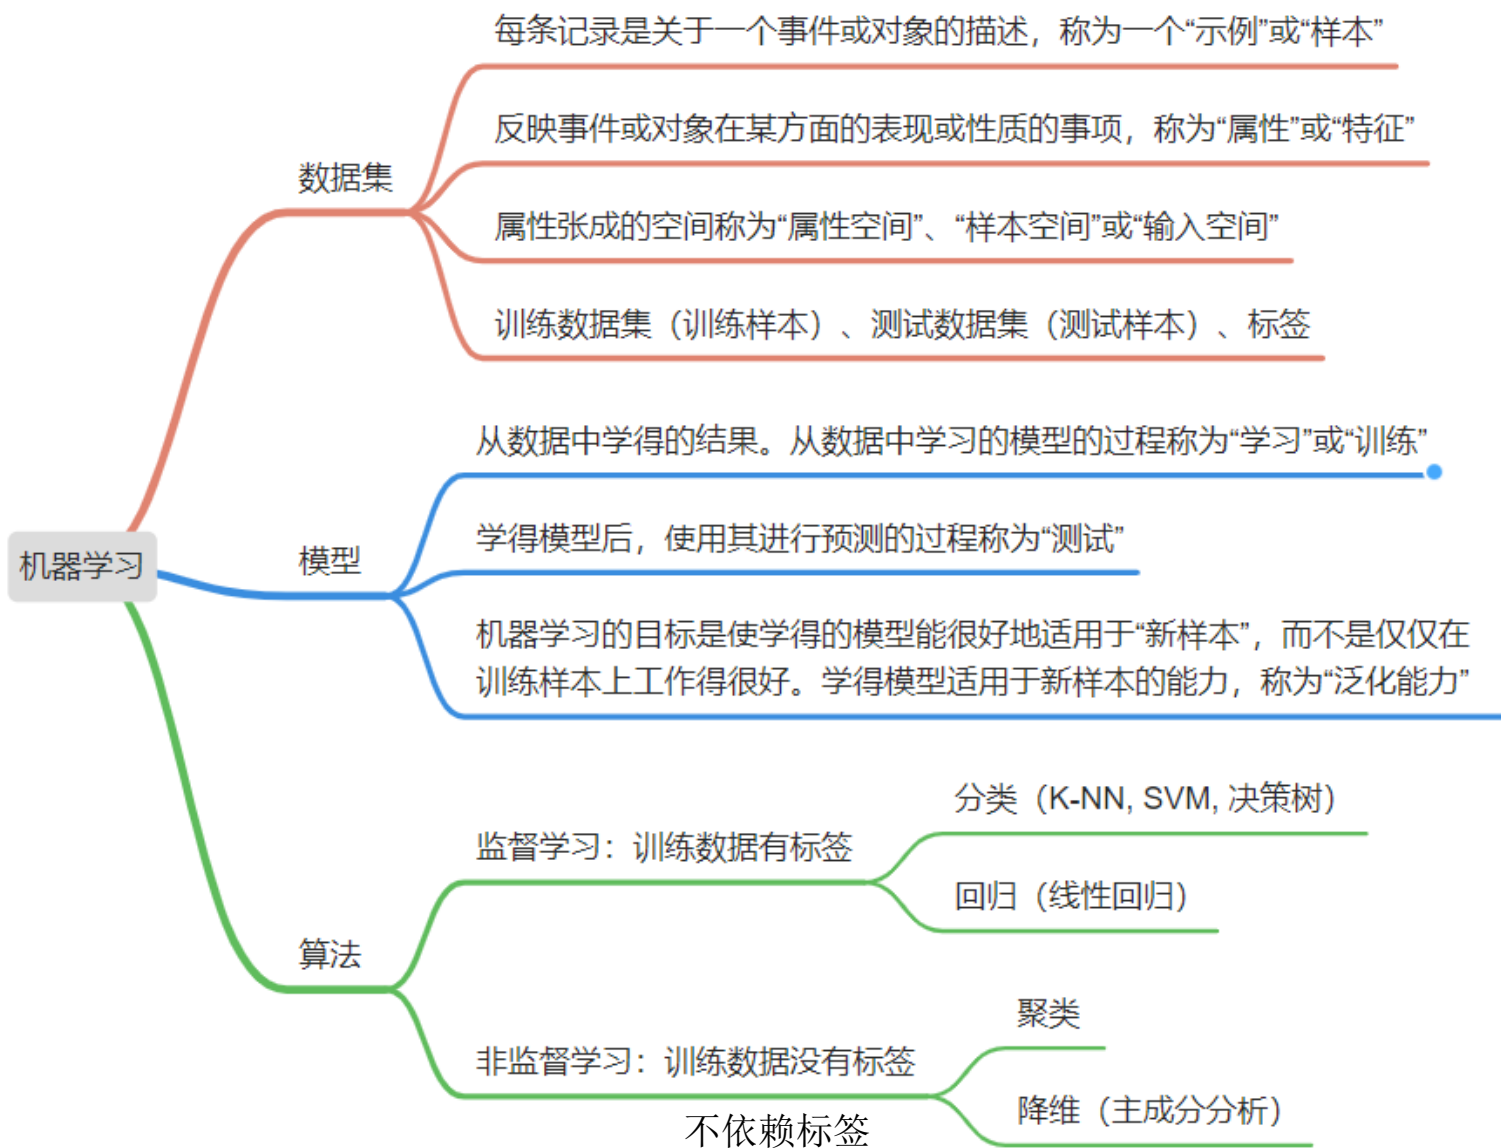 每条记录是关于一个事件或对象的描述，称为一个“示例”或“样本”
反映事件或对象在某方面的表现或性质的事项，称为“属性”或“特征”
数据集
属性张成的空间称为“属性空间”、“样本空间”或“输入空间”
训练数据集（训练样本）、测试数据集（测试样本）、标签
从数据中学得的结果。从数据中学习的模型的过程称为“学习”或“训练”
学得模型后，使用其进行预测的过程称为“测试”
机器学习
模型
机器学习的目标是使学得的模型能很好地适用于“新样本”，而不是仅仅在
训练样本上工作得很好。学得模型适用于新样本的能力，称为“泛化能力”
分类（K-NN, SVM, 决策树）
监督学习：训练数据有标签
回归（线性回归）
算法
聚类
非监督学习：训练数据没有标签
降维（主成分分析）
不依赖标签